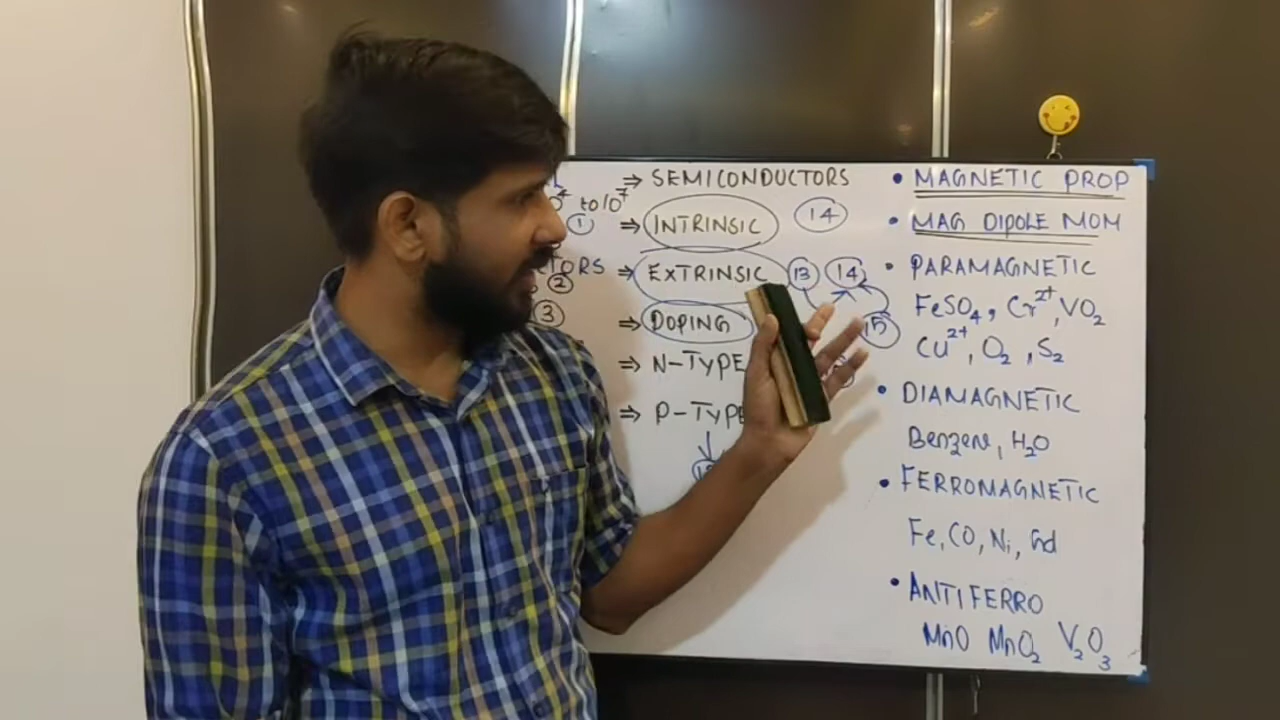 to 10⁷
①
TORS
②
③
⇒ SEMICONDUCTORS
⇒ INTRINSIC 14
⇒ EXTRINSIC 13 14
⇒ DOPING 15
⇒ N-TYPE
⇒ P-TYPE
• MAGNETIC PROP
• MAG DIPOLE MOM
• PARAMAGNETIC
FeSO₄, Cr²⁺, VO₂
Cu²⁺, O₂, S₂
• DIAMAGNETIC
Benzene, H₂O
• FERROMAGNETIC
Fe, CO, Ni, Gd
• ANTIFERRO
MnO MnO₂ V₂O₃